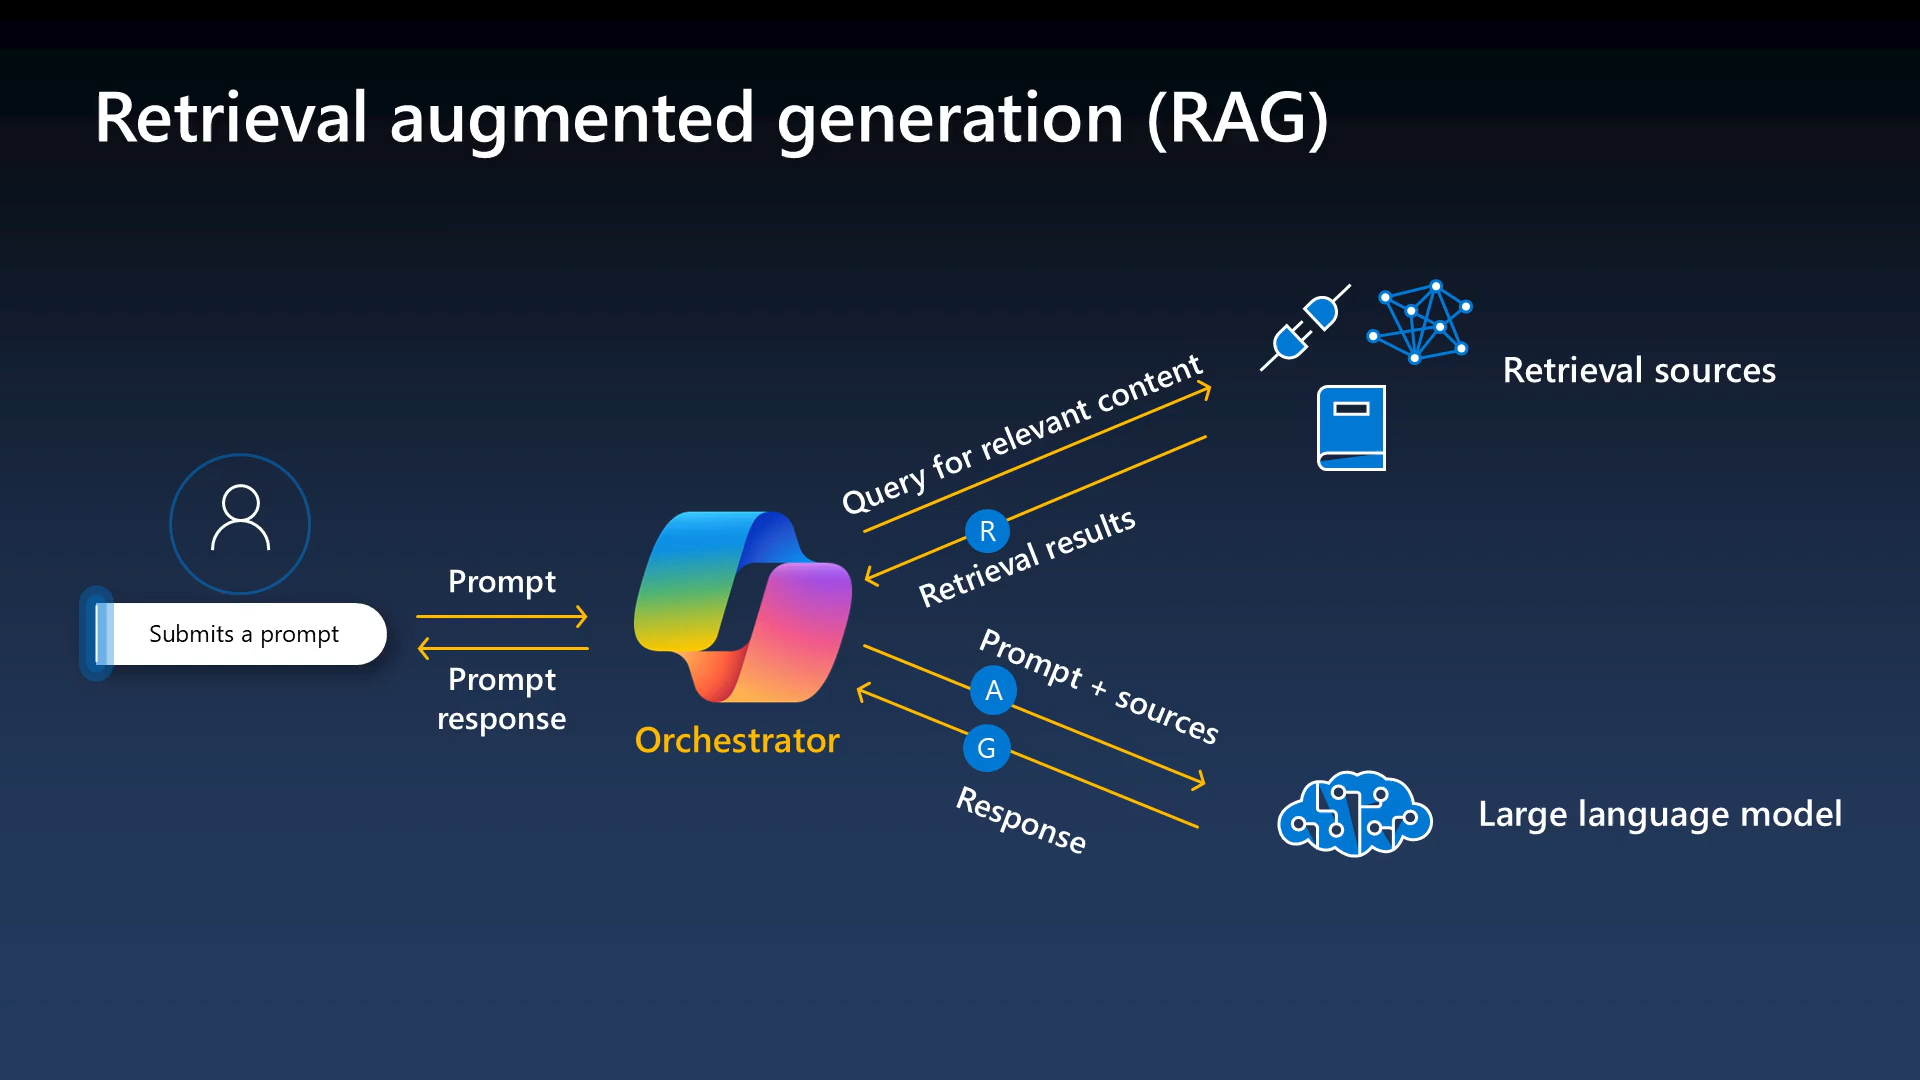 Retrieval augmented generation (RAG)
Query for relevant content
Retrieval sources
R
Retrieval results
Prompt
Submits a prompt
Prompt
response
Orchestrator
Prompt + sources
A
G
Response
Large language model